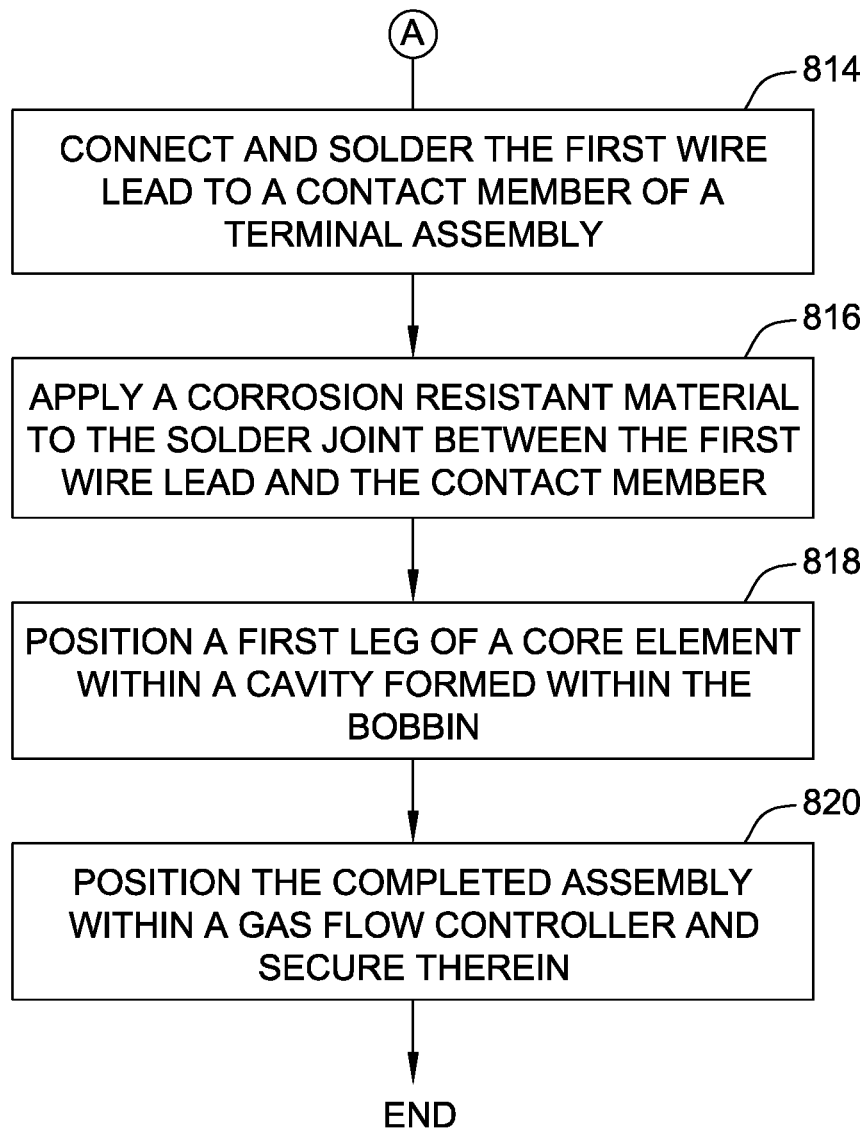 A
814
CONNECT AND SOLDER THE FIRST WIRE
LEAD TO A CONTACT MEMBER OF A
TERMINAL ASSEMBLY
816
APPLY A CORROSION RESISTANT MATERIAL
TO THE SOLDER JOINT BETWEEN THE FIRST
WIRE LEAD AND THE CONTACT MEMBER
818
POSITION A FIRST LEG OF A CORE ELEMENT
WITHIN A CAVITY FORMED WITHIN THE
BOBBIN
820
POSITION THE COMPLETED ASSEMBLY
WITHIN A GAS FLOW CONTROLLER AND
SECURE THEREIN
END